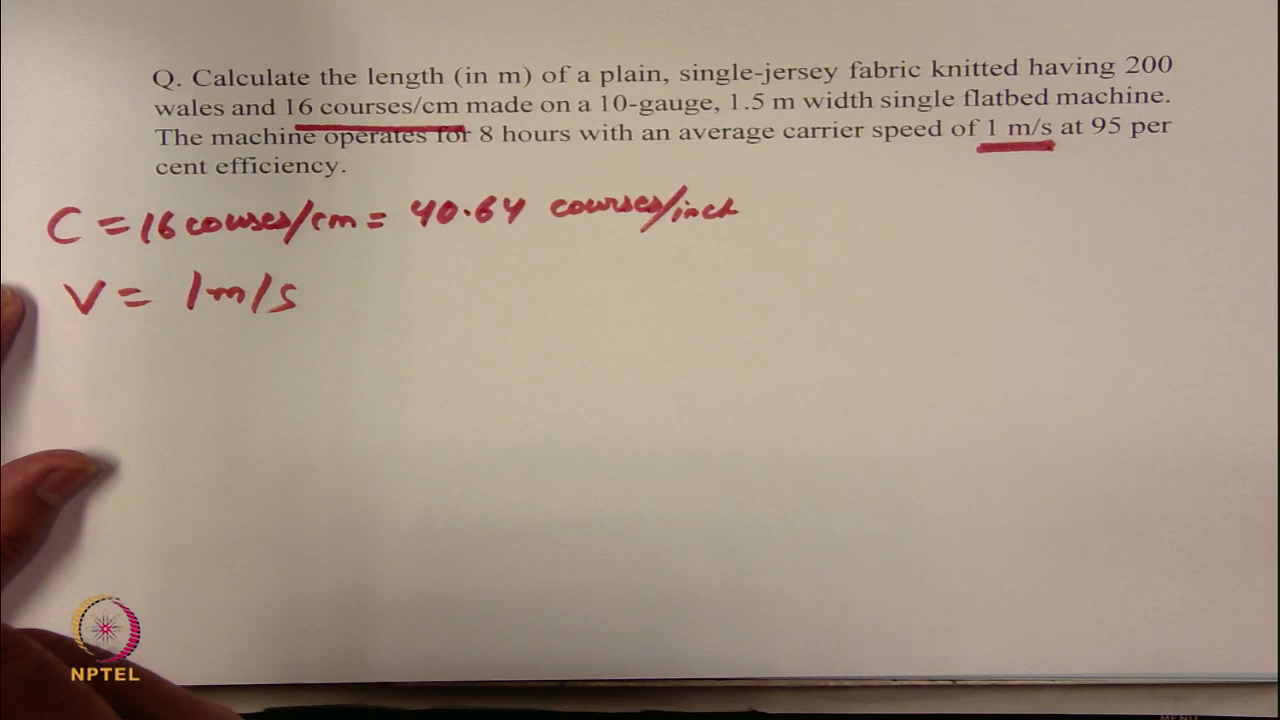 Q. Calculate the length (in m) of a plain, single-jersey fabric knitted having 200
wales and 16 courses/cm made on a 10-gauge, 1.5 m width single flatbed machine.
The machine operates for 8 hours with an average carrier speed of 1 m/s at 95 per
cent efficiency.
C = 16 courses/cm = 40.64 courses/inch
V = 1m/s
NPTEL